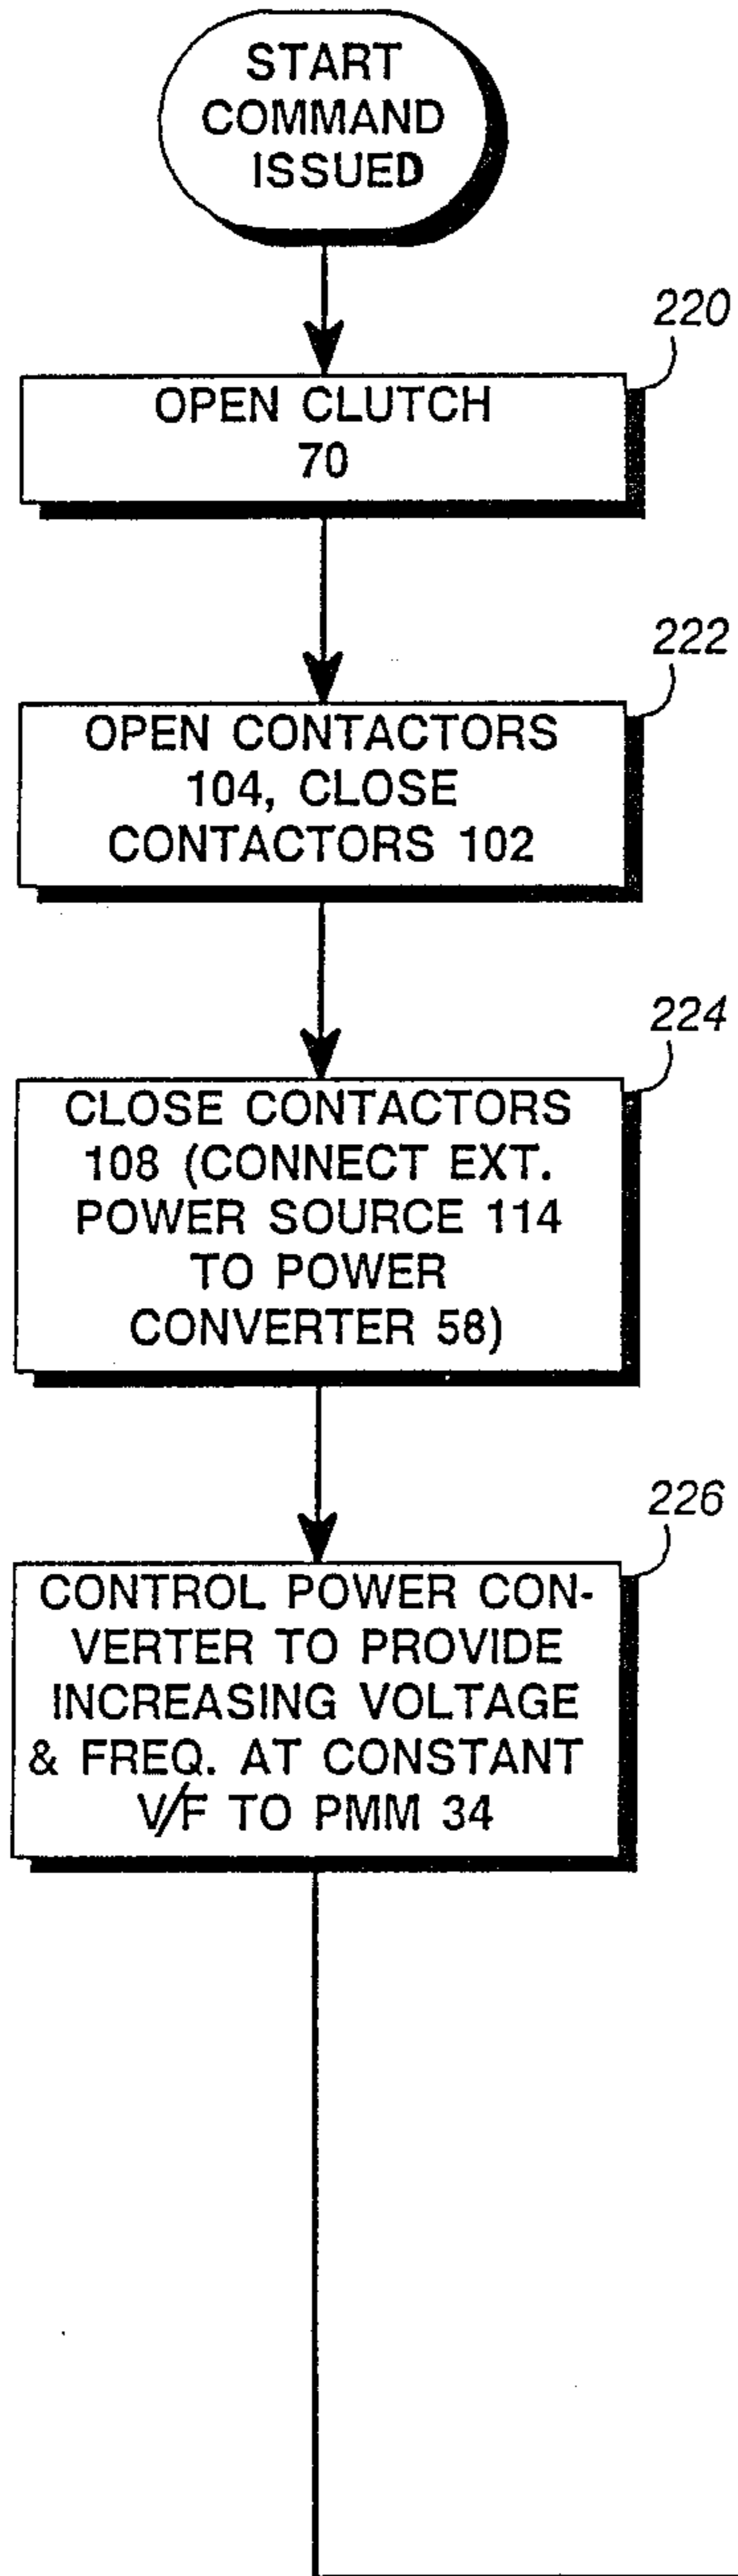 START
COMMAND
ISSUED
220
OPEN CLUTCH
70
222
OPEN CONTACTORS
104, CLOSE
CONTACTORS 102
224
CLOSE CONTACTORS
108 (CONNECT EXT.
POWER SOURCE 114
TO POWER
CONVERTER 58)
226
CONTROL POWER CON-
VERTER TO PROVIDE
INCREASING VOLTAGE
& FREQ. AT CONSTANT
V/F TO PMM 34